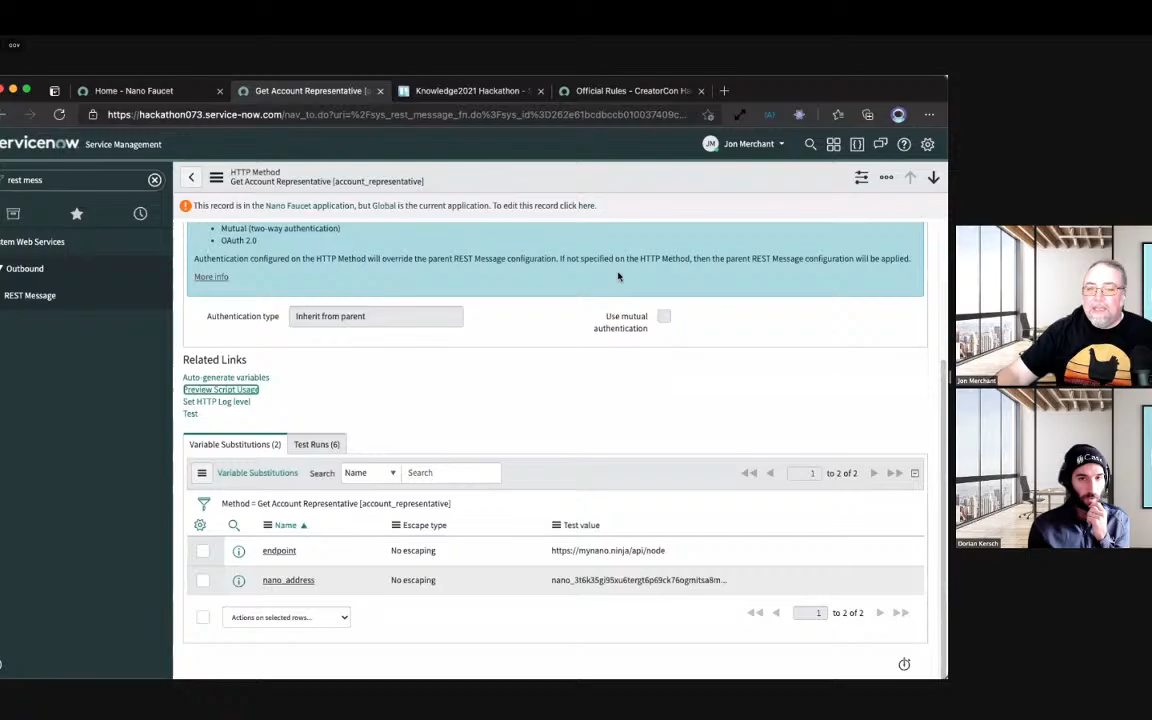 GOV
Home - Nano Faucet
Get Account Representative [a
Knowledge2021 Hackathon -
Official Rules - CreatorCon Ha
https://hackathon073.service-now.com/nav_to.do?uri=%2Fsys_rest_message_fn.do%3Fsys_id%3D262e61bcdbccb010037409c...
ervicenow Service Management
JM Jon Merchant
rest mess
HTTP Method
Get Account Representative [account_representative]
This record is in the Nano Faucet application, but Global is the current application. To edit this record click here.
stem Web Services
Outbound
REST Message
Mutual (two-way authentication)
OAuth 2.0
Authentication configured on the HTTP Method will override the parent REST Message configuration. If not specified on the HTTP Method, then the parent REST Message configuration will be applied.
More info
Authentication type
Inherit from parent
Use mutual
authentication
Related Links
Auto-generate variables
Preview Script Usage
Set HTTP Log level
Test
Variable Substitutions (2)
Test Runs (6)
Variable Substitutions Search Name Search
1 to 2 of 2
Method = Get Account Representative [account_representative]
Name Escape type Test value
endpoint No escaping https://mynano.ninja/api/node
nano_address No escaping nano_3t6k35gi95xu6tergt6p69ck76ogmitsa8m...
Actions on selected rows...
1 to 2 of 2
Jon Merchant
Dorian Kersch